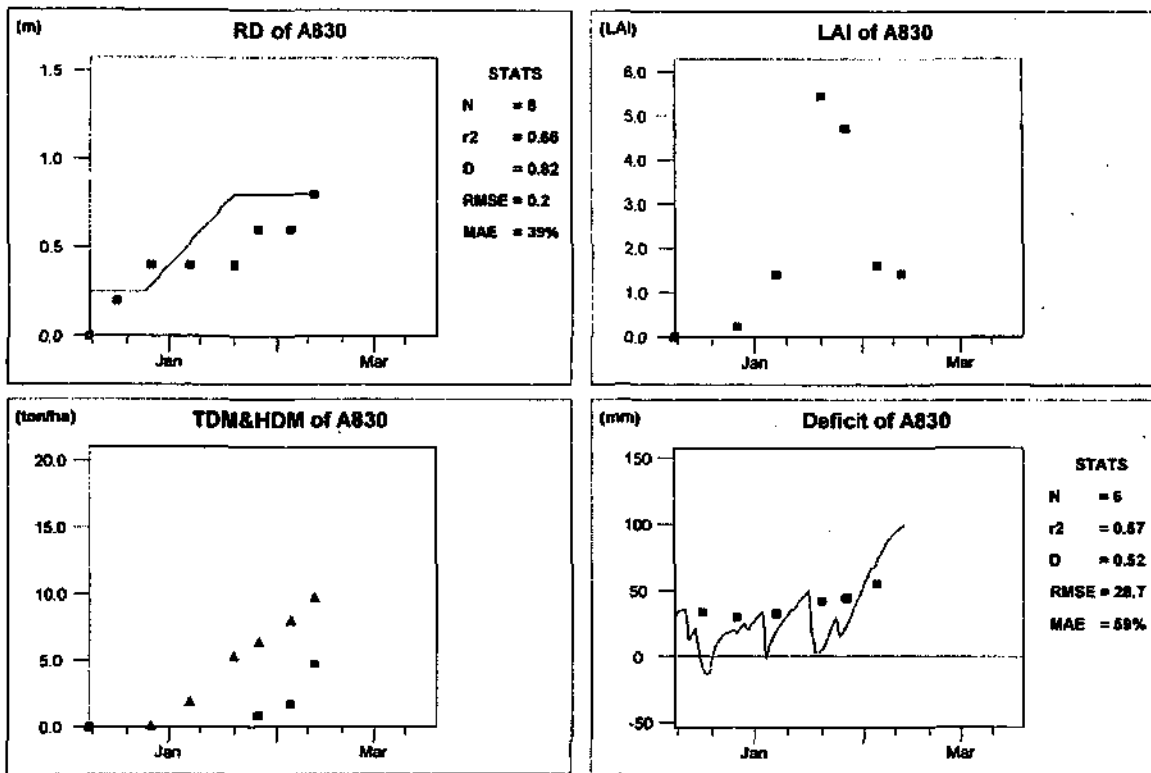 (m)
RD of A830
1.5
1.0
0.5
0.0
Jan
Mar
STATS
N = 8
r2 = 0.66
D = 0.82
RMSE = 0.2
MAE = 39%
(LAI)
LAI of A830
6.0
5.0
4.0
3.0
2.0
1.0
0.0
Jan
Mar
(ton/ha)
TDM&HDM of A830
20.0
15.0
10.0
5.0
0.0
Jan
Mar
(mm)
Deficit of A830
150
100
50
0
-50
Jan
Mar
STATS
N = 6
r2 = 0.67
D = 0.52
RMSE = 28.7
MAE = 59%